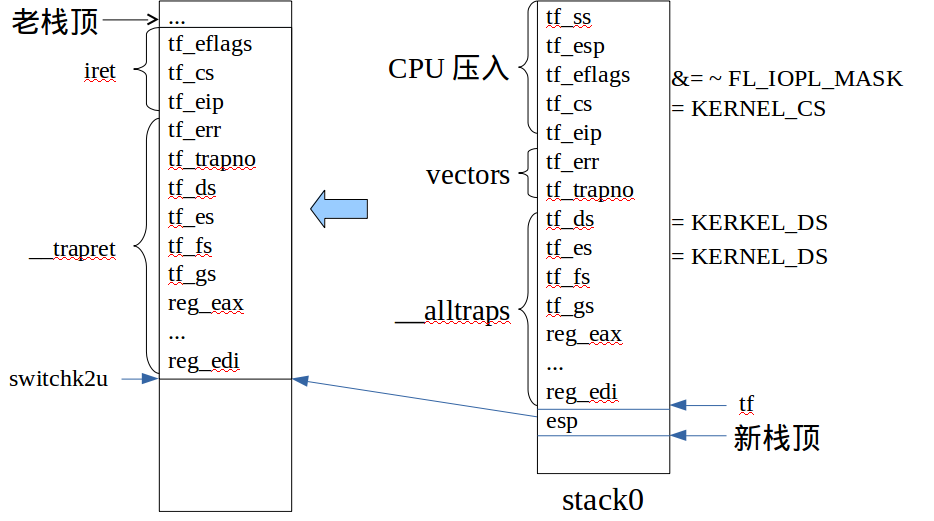 老栈顶
...
tf_eflags
iret
tf_cs
tf_eip
tf_err
tf_trapno
tf_ds
tf_es
__trapret
tf_fs
tf_gs
reg_eax
...
reg_edi
switchk2u
tf_ss
tf_esp
CPU 压入
tf_eflags
&= ~ FL_IOPL_MASK
tf_cs
= KERNEL_CS
tf_eip
tf_err
vectors
tf_trapno
tf_ds
= KERKEL_DS
tf_es
= KERNEL_DS
tf_fs
tf_gs
__alltraps
reg_eax
...
reg_edi
tf
esp
新栈顶
stack0